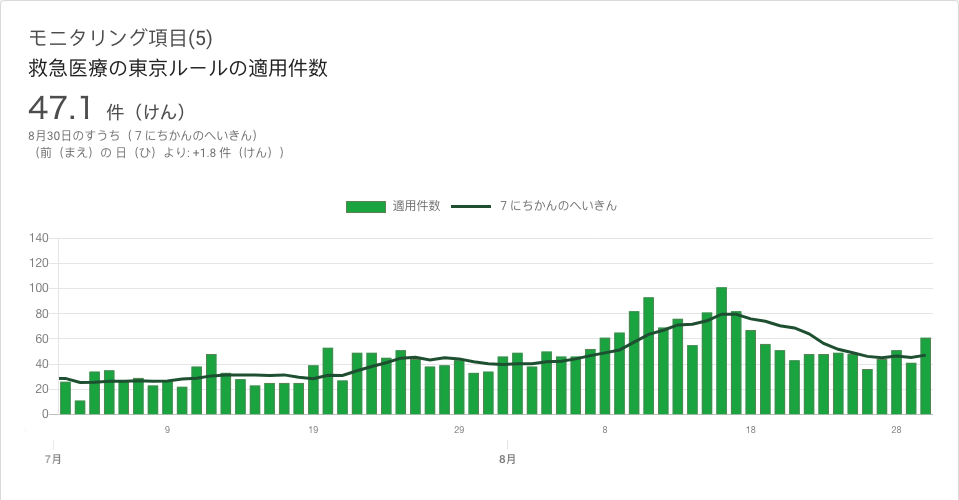 モニタリング項目(5)
救急医療の東京ルールの適用件数
47.1 件（けん）
8月30日のすうち（７にちかんのへいきん）
（前（まえ）の 日（ひ）より: +1.8 件（けん））
適用件数 ７にちかんのへいきん
140
120
100
80
60
40
20
0
9 19 29 8 18 28
7月 8月